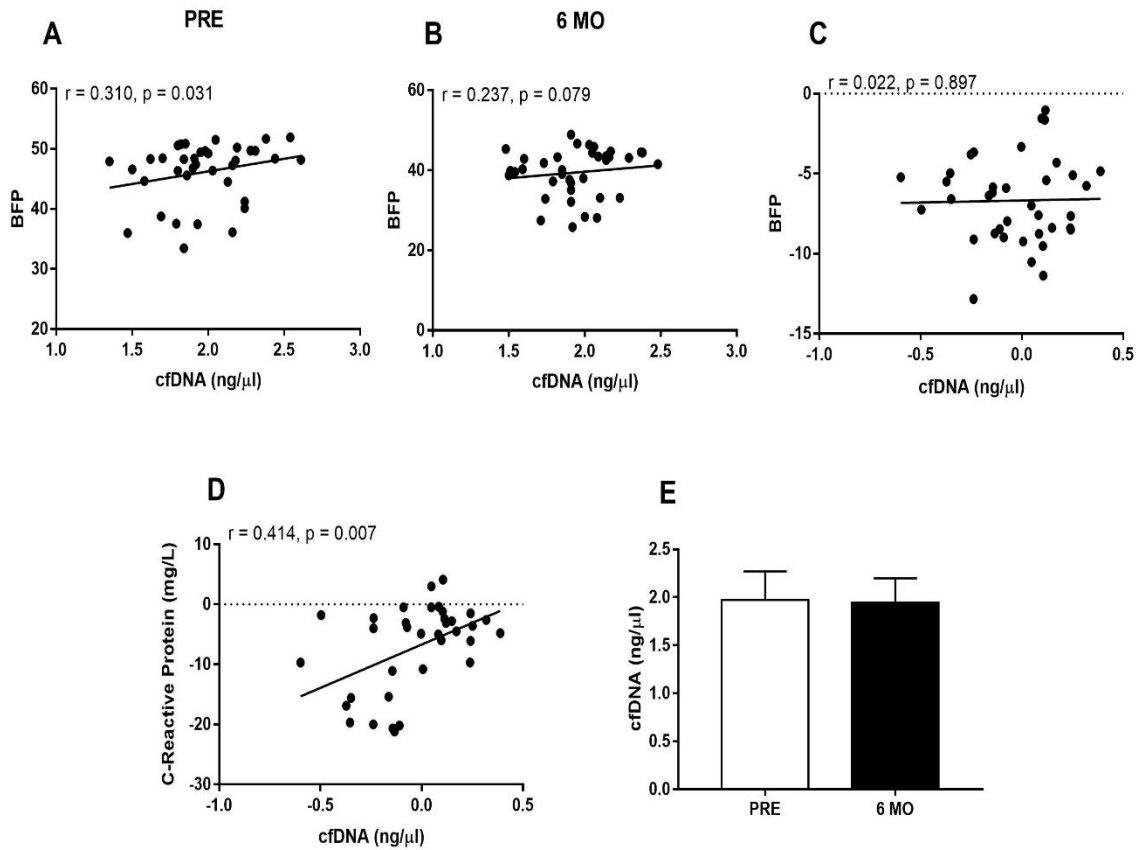 PRE
6 MO
A
B
C
r = 0.310, p = 0.031
r = 0.237, p = 0.079
r = 0.022, p = 0.897
BFP
60
50
40
30
20
1.0 1.5 2.0 2.5 3.0
cfDNA (ng/μl)
BFP
60
40
20
0
1.0 1.5 2.0 2.5 3.0
cfDNA (ng/μl)
BFP
0
-5
-10
-15
-1.0 -0.5 0.0 0.5
cfDNA (ng/μl)
D
r = 0.414, p = 0.007
C-Reactive Protein (mg/L)
10
0
-10
-20
-30
-1.0 -0.5 0.0 0.5
cfDNA (ng/μl)
E
cfDNA (ng/μl)
2.5
2.0
1.5
1.0
0.5
0.0
PRE 6 MO